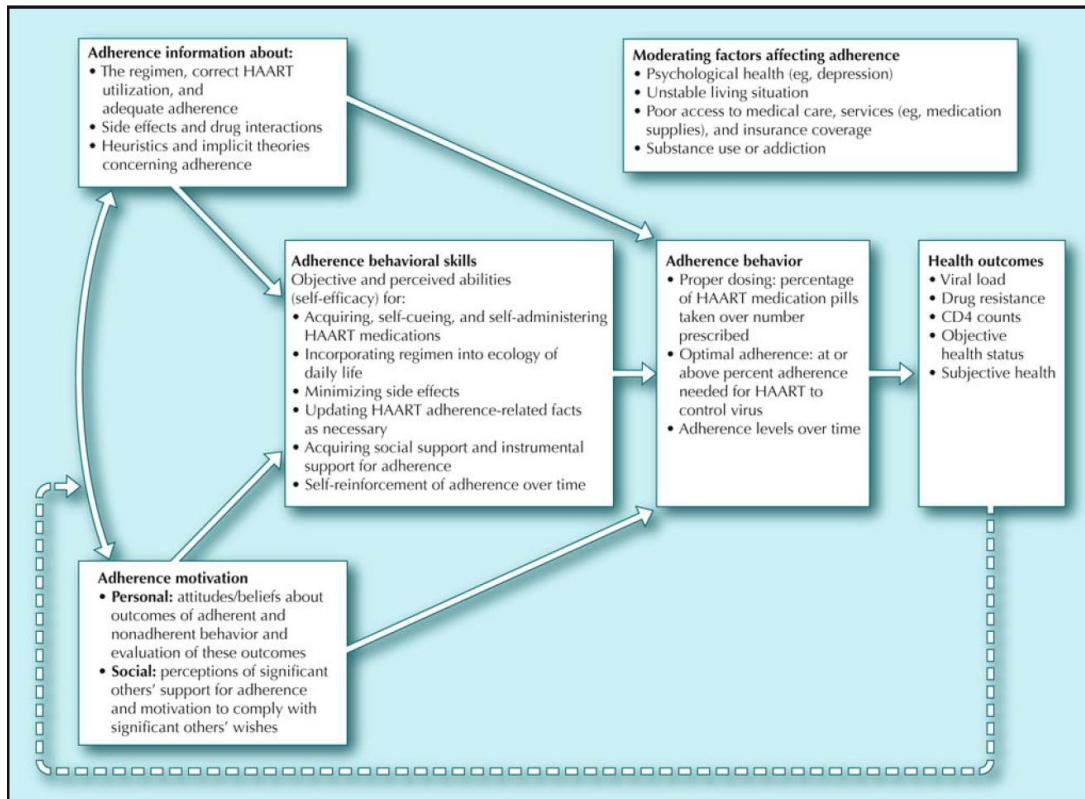 Adherence information about:
• The regimen, correct HAART
utilization, and
adequate adherence
• Side effects and drug interactions
• Heuristics and implicit theories
concerning adherence
Moderating factors affecting adherence
• Psychological health (eg, depression)
• Unstable living situation
• Poor access to medical care, services (eg, medication
supplies), and insurance coverage
• Substance use or addiction
Adherence behavioral skills
Objective and perceived abilities
(self-efficacy) for:
• Acquiring, self-cueing, and self-administering
HAART medications
• Incorporating regimen into ecology of
daily life
• Minimizing side effects
• Updating HAART adherence-related facts
as necessary
• Acquiring social support and instrumental
support for adherence
• Self-reinforcement of adherence over time
Adherence behavior
• Proper dosing: percentage
of HAART medication pills
taken over number
prescribed
• Optimal adherence: at or
above percent adherence
needed for HAART to
control virus
• Adherence levels over time
Health outcomes
• Viral load
• Drug resistance
• CD4 counts
• Objective
health status
• Subjective health
Adherence motivation
• Personal: attitudes/beliefs about
outcomes of adherent and
nonadherent behavior and
evaluation of these outcomes
• Social: perceptions of significant
others’ support for adherence
and motivation to comply with
significant others’ wishes